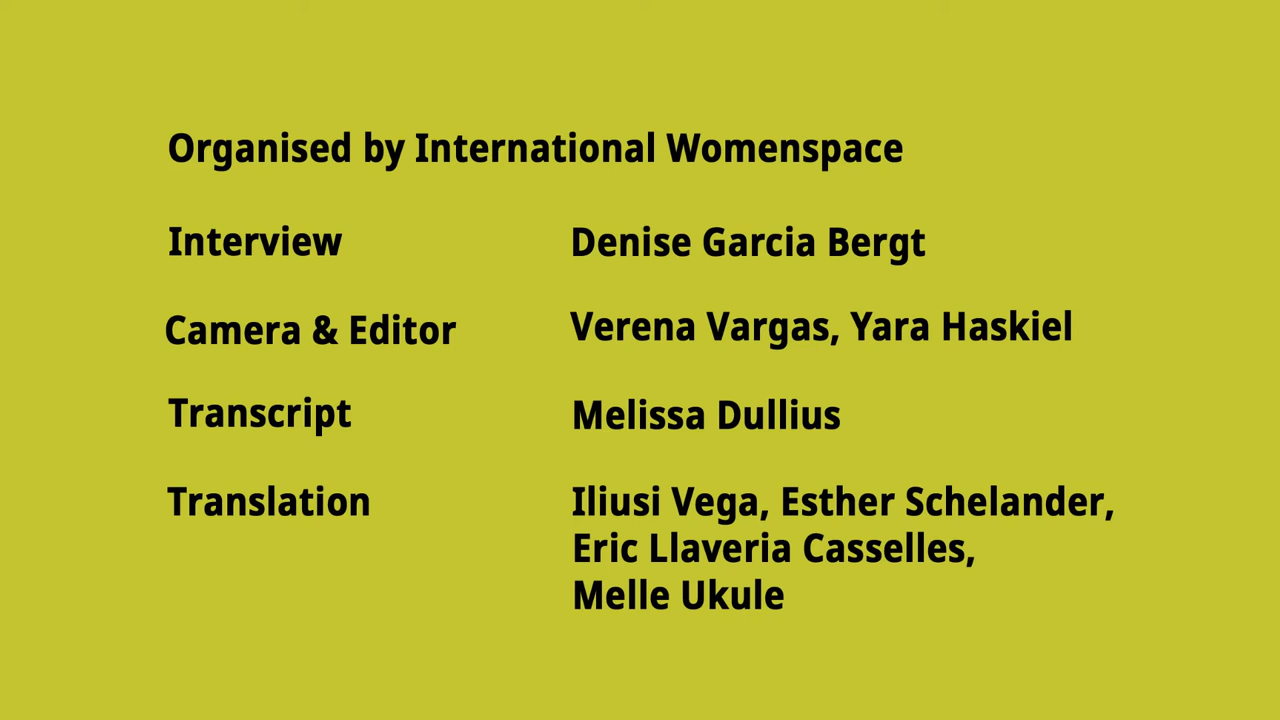 Organised by International Womenspace
Interview Denise Garcia Bergt
Camera & Editor Verena Vargas, Yara Haskiel
Transcript Melissa Dullius
Translation Iliusi Vega, Esther Schelander,
Eric Llaveria Casselles,
Melle Ukule